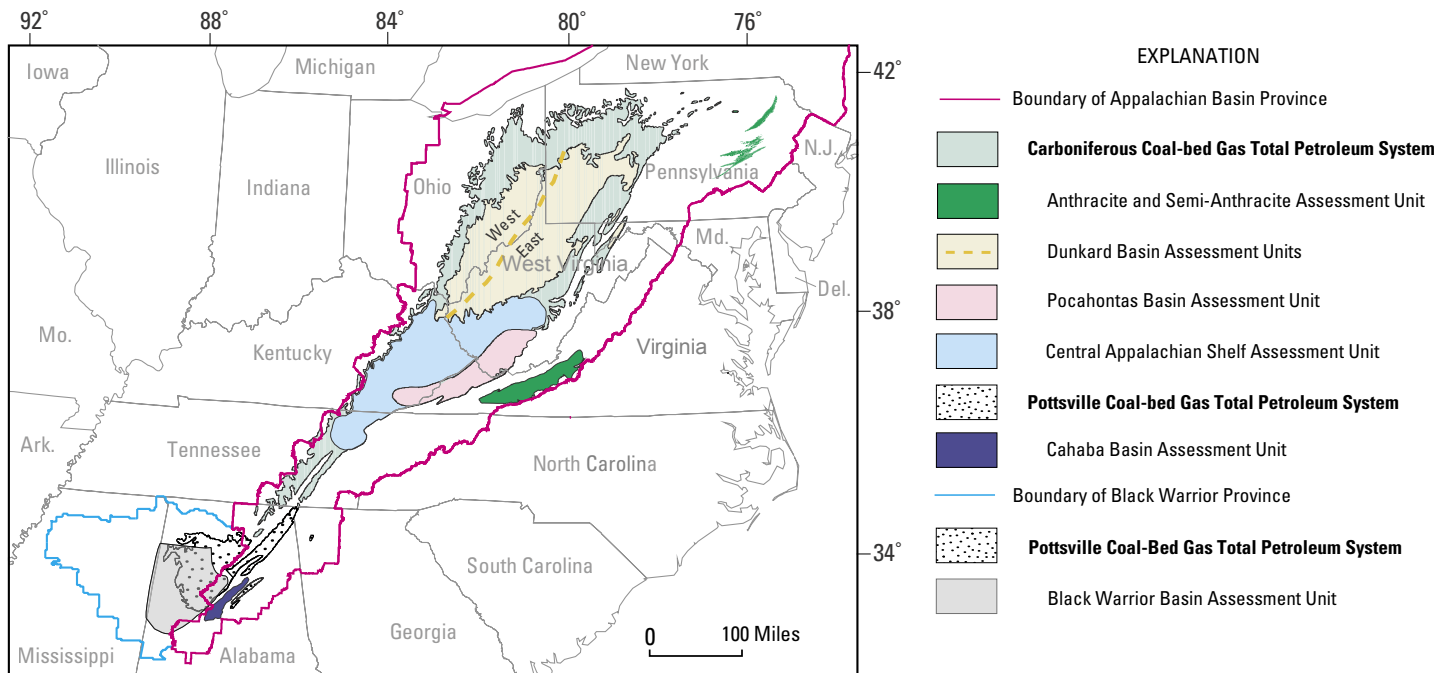 92° 88° 84° 80° 76°
42°
38°
34°
Iowa
Michigan
New York
Illinois
Indiana
Ohio
Pennsylvania
N.J.
West
East
West Virginia
Md.
Del.
Mo.
Kentucky
Virginia
Ark.
Tennessee
North Carolina
South Carolina
Mississippi
Alabama
Georgia
0 100 Miles
EXPLANATION
Boundary of Appalachian Basin Province
Carboniferous Coal-bed Gas Total Petroleum System
Anthracite and Semi-Anthracite Assessment Unit
Dunkard Basin Assessment Units
Pocahontas Basin Assessment Unit
Central Appalachian Shelf Assessment Unit
Pottsville Coal-bed Gas Total Petroleum System
Cahaba Basin Assessment Unit
Boundary of Black Warrior Province
Pottsville Coal-Bed Gas Total Petroleum System
Black Warrior Basin Assessment Unit